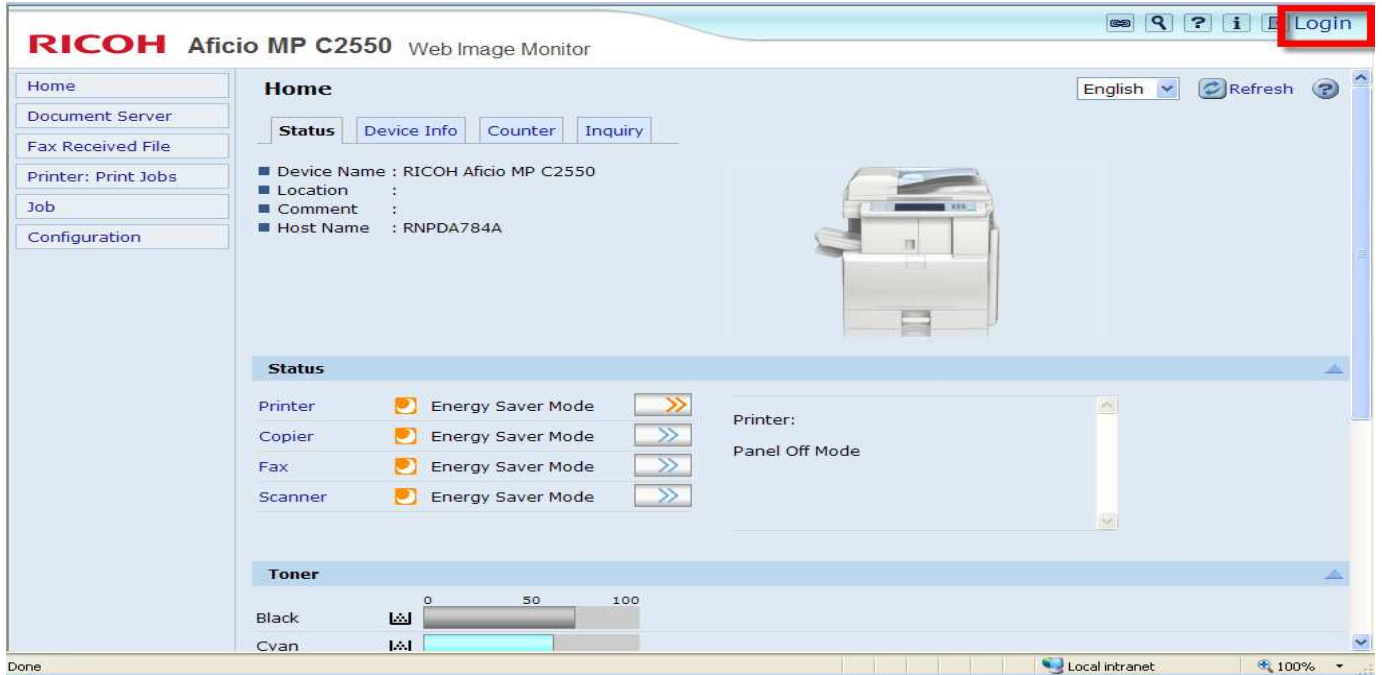 Login
RICOH Aficio MP C2550 Web Image Monitor
Home
Document Server
Fax Received File
Printer: Print Jobs
Job
Configuration
Home
English
Refresh
Status Device Info Counter Inquiry
Device Name : RICOH Aficio MP C2550
Location :
Comment :
Host Name : RNPDA784A
Status
Printer Energy Saver Mode
Copier Energy Saver Mode
Fax Energy Saver Mode
Scanner Energy Saver Mode
Printer:
Panel Off Mode
Toner
0 50 100
Black
Cyan
Done Local intranet 100%